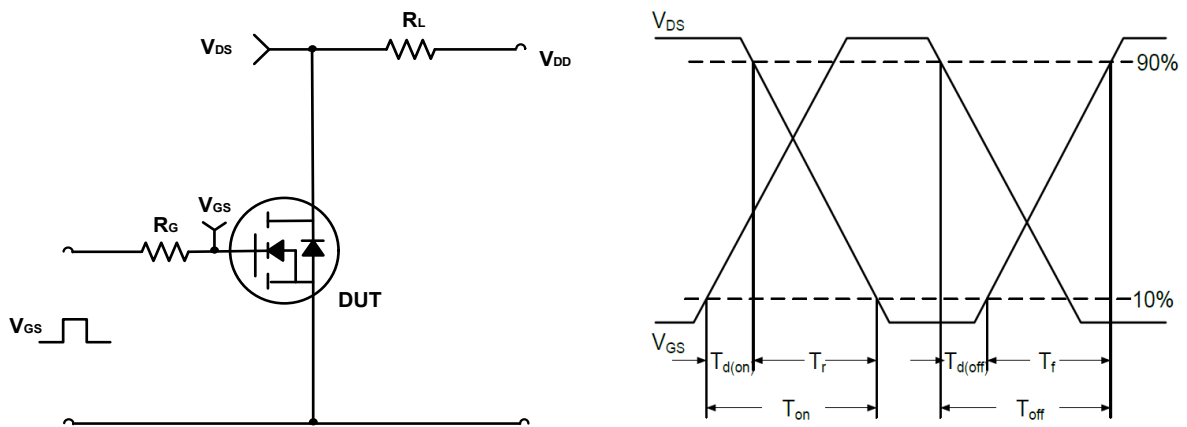 RL
VDS
VDD
VGS
RG
DUT
VGS
VDS
90%
10%
VGS
Td(on)
Tr
Td(off)
Tf
Ton
Toff